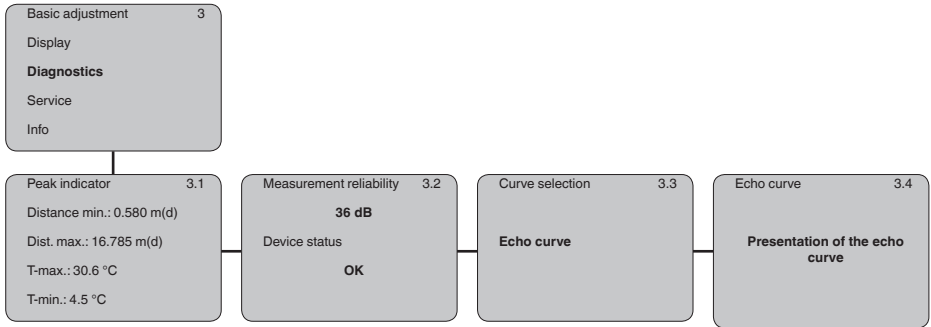 Basic adjustment 3
Display
Diagnostics
Service
Info
Peak indicator 3.1
Distance min.: 0.580 m(d)
Dist. max.: 16.785 m(d)
T-max.: 30.6 °C
T-min.: 4.5 °C
Measurement reliability 3.2
36 dB
Device status
OK
Curve selection 3.3
Echo curve
Echo curve 3.4
Presentation of the echo
curve